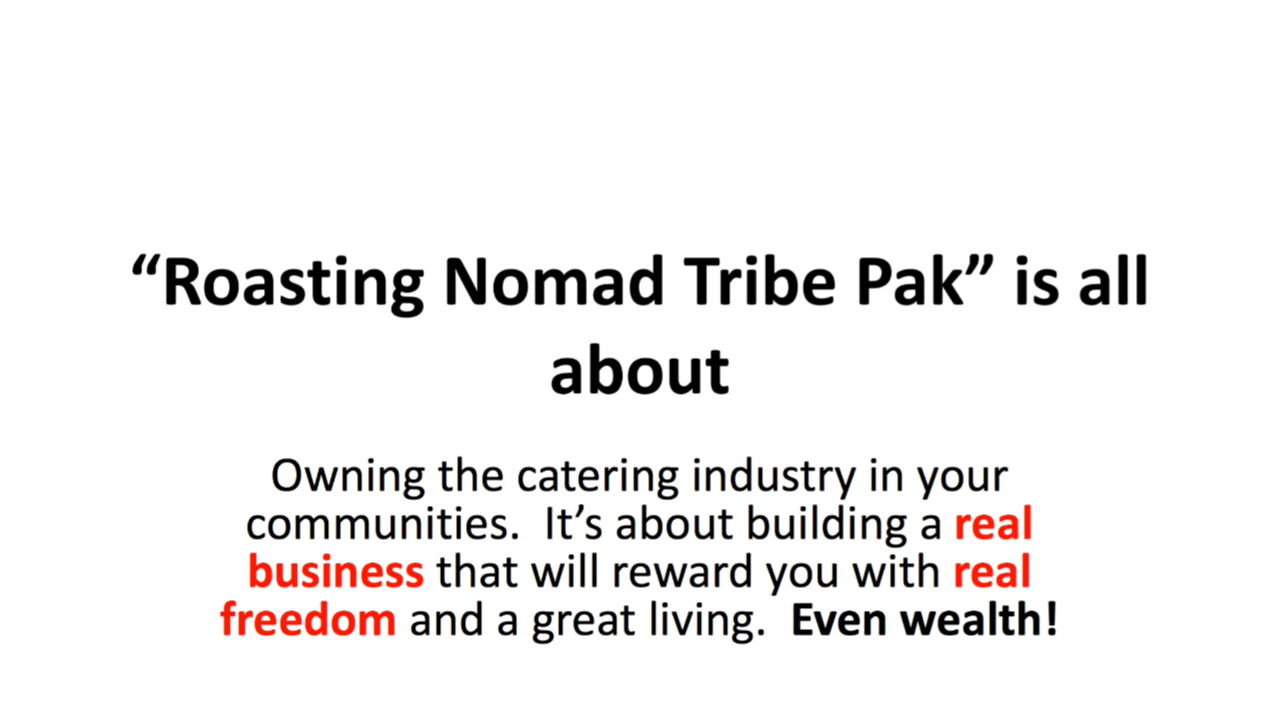 “Roasting Nomad Tribe Pak” is all
about
Owning the catering industry in your
communities.  It’s about building a real
business that will reward you with real
freedom and a great living.  Even wealth!